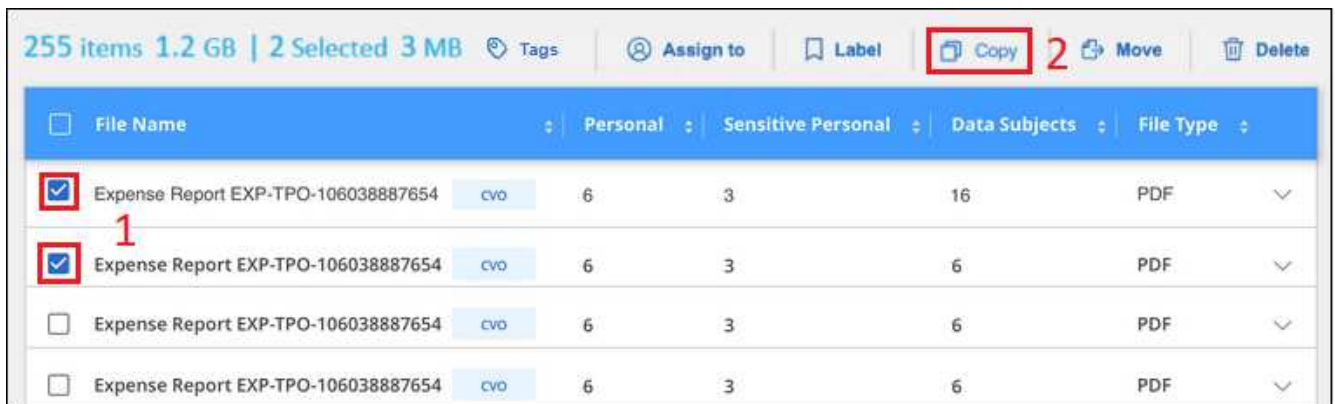 255 items 1.2 GB | 2 Selected 3 MB Tags Assign to Label Copy 2 Move Delete
File Name Personal Sensitive Personal Data Subjects File Type
Expense Report EXP-TPO-106038887654 CVO 6 3 16 PDF
1
Expense Report EXP-TPO-106038887654 CVO 6 3 6 PDF
Expense Report EXP-TPO-106038887654 CVO 6 3 6 PDF
Expense Report EXP-TPO-106038887654 CVO 6 3 6 PDF